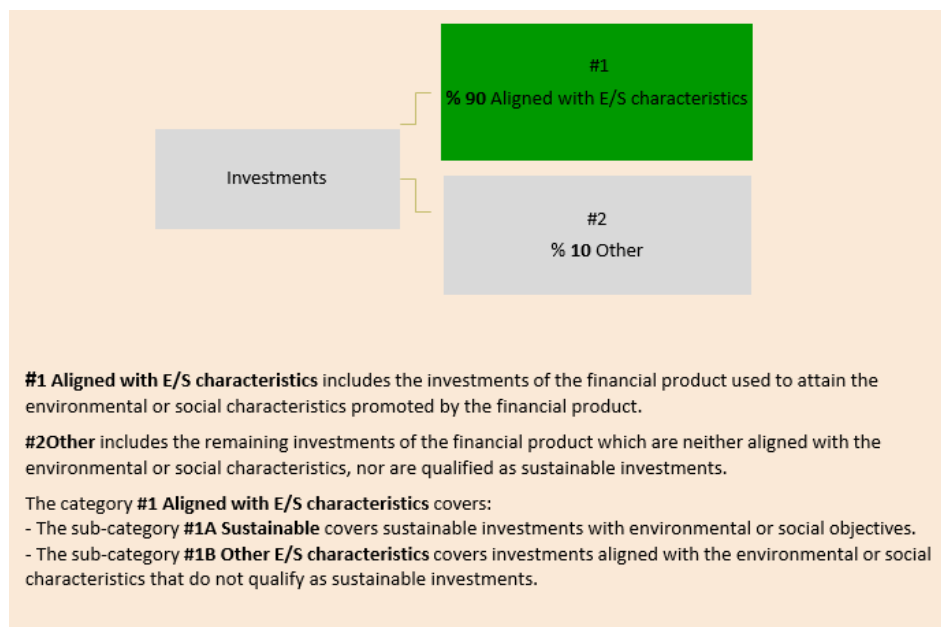 #1
% 90 Aligned with E/S characteristics
Investments
#2
% 10 Other
#1 Aligned with E/S characteristics includes the investments of the financial product used to attain the
environmental or social characteristics promoted by the financial product.
#2Other includes the remaining investments of the financial product which are neither aligned with the
environmental or social characteristics, nor are qualified as sustainable investments.
The category #1 Aligned with E/S characteristics covers:
- The sub-category #1A Sustainable covers sustainable investments with environmental or social objectives.
- The sub-category #1B Other E/S characteristics covers investments aligned with the environmental or social
characteristics that do not qualify as sustainable investments.